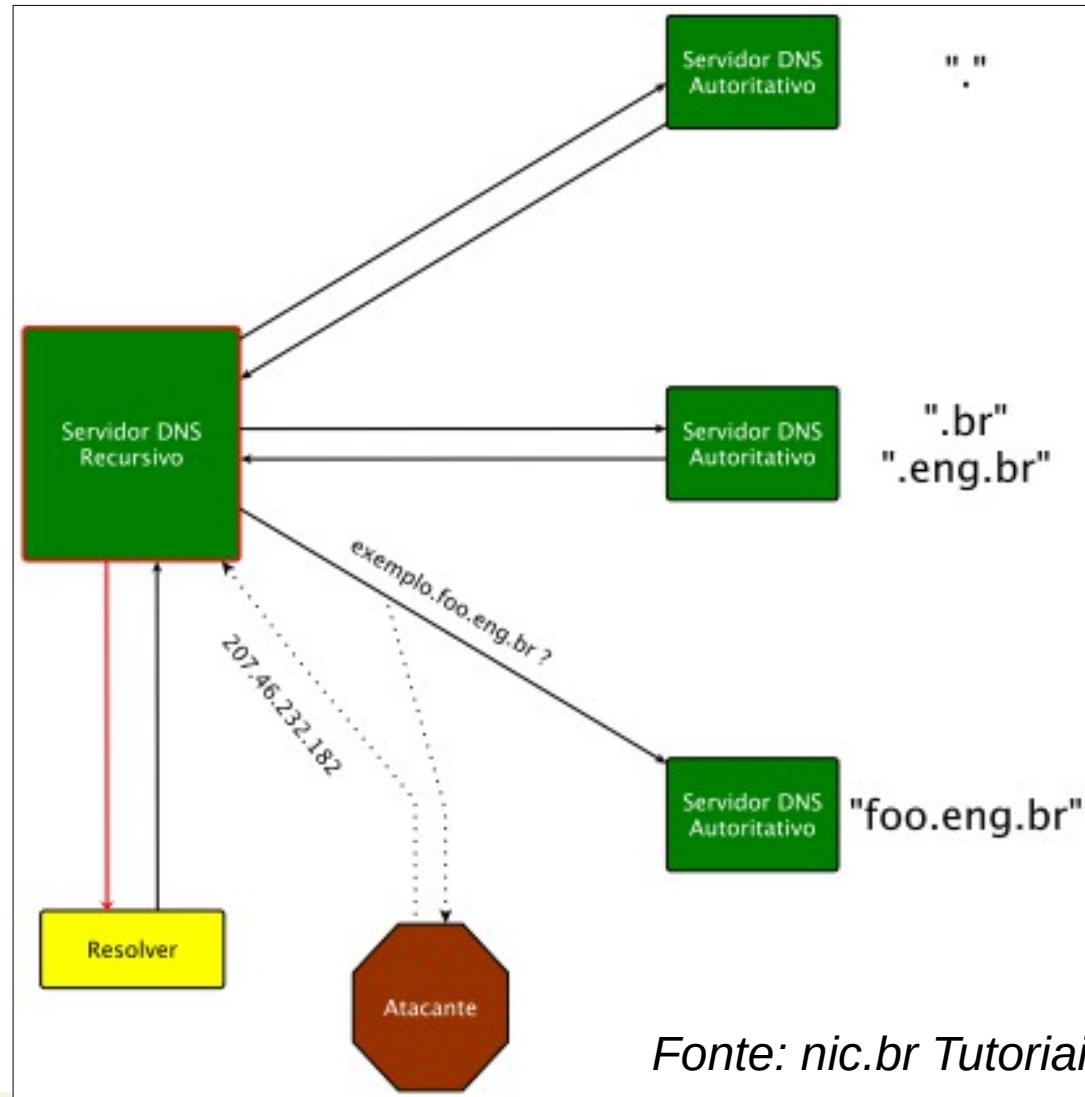 Servidor DNS
Autoritativo
"."
Servidor DNS
Recursivo
Servidor DNS
Autoritativo
".br"
".eng.br"
exemplo.foo.eng.br ?
207.46.232.182
Servidor DNS
Autoritativo
"foo.eng.br"
Resolver
Atacante
Fonte: nic.br Tutoriai